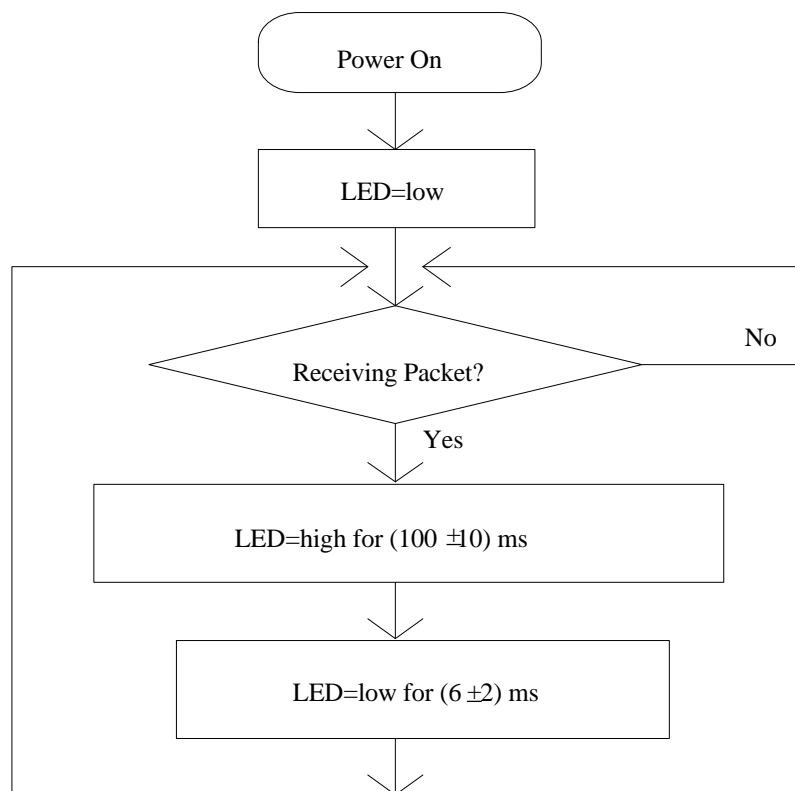 Power On
LED=low
Receiving Packet?
No
Yes
LED=high for (100 ±10) ms
LED=low for (6 ±2) ms